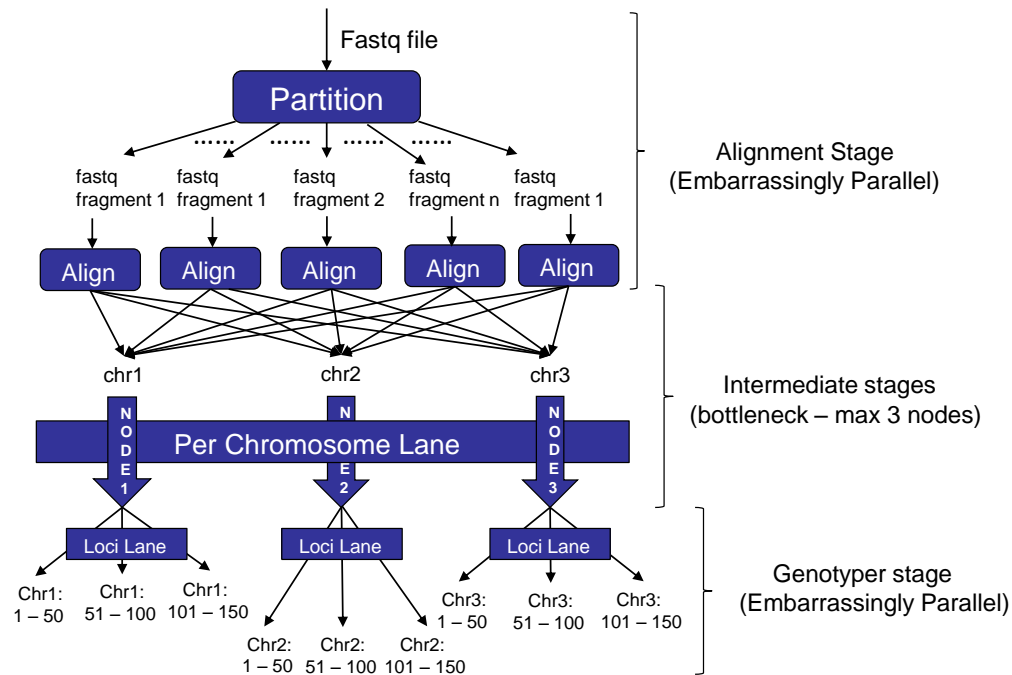 Fastq file
Partition
...... ...... ...... ......
fastq
fragment 1
fastq
fragment 1
fastq
fragment 2
fastq
fragment n
fastq
fragment 1
Alignment Stage
(Embarrassingly Parallel)
Align
Align
Align
Align
Align
chr1
chr2
chr3
Intermediate stages
(bottleneck – max 3 nodes)
NODE1
N
E2
NODE3
Per Chromosome Lane
Loci Lane
Loci Lane
Loci Lane
Genotyper stage
(Embarrassingly Parallel)
Chr1:
1 – 50
Chr1:
51 – 100
Chr1:
101 – 150
Chr2:
1 – 50
Chr2:
51 – 100
Chr2:
101 – 150
Chr3:
1 – 50
Chr3:
51 – 100
Chr3:
101 – 150